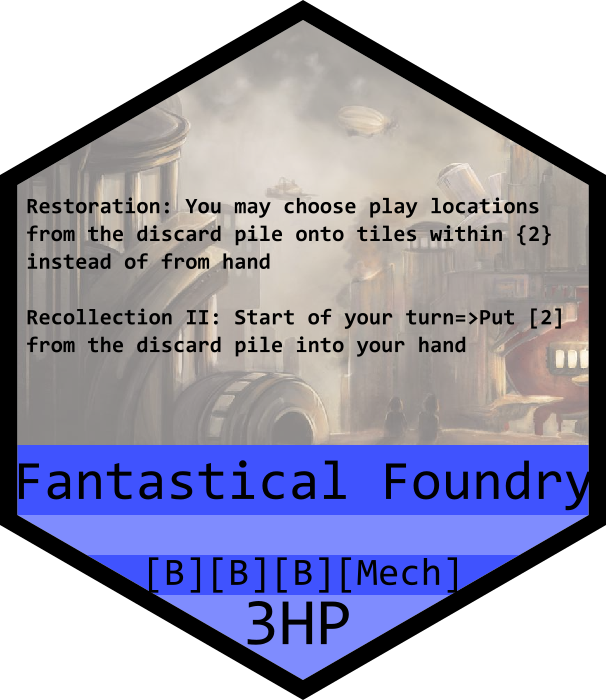 Restoration: You may choose play locations
from the discard pile onto tiles within {2}
instead of from hand
Recollection II: Start of your turn=>Put [2]
from the discard pile into your hand
Fantastical Foundry
[B][B][B][Mech]
3HP